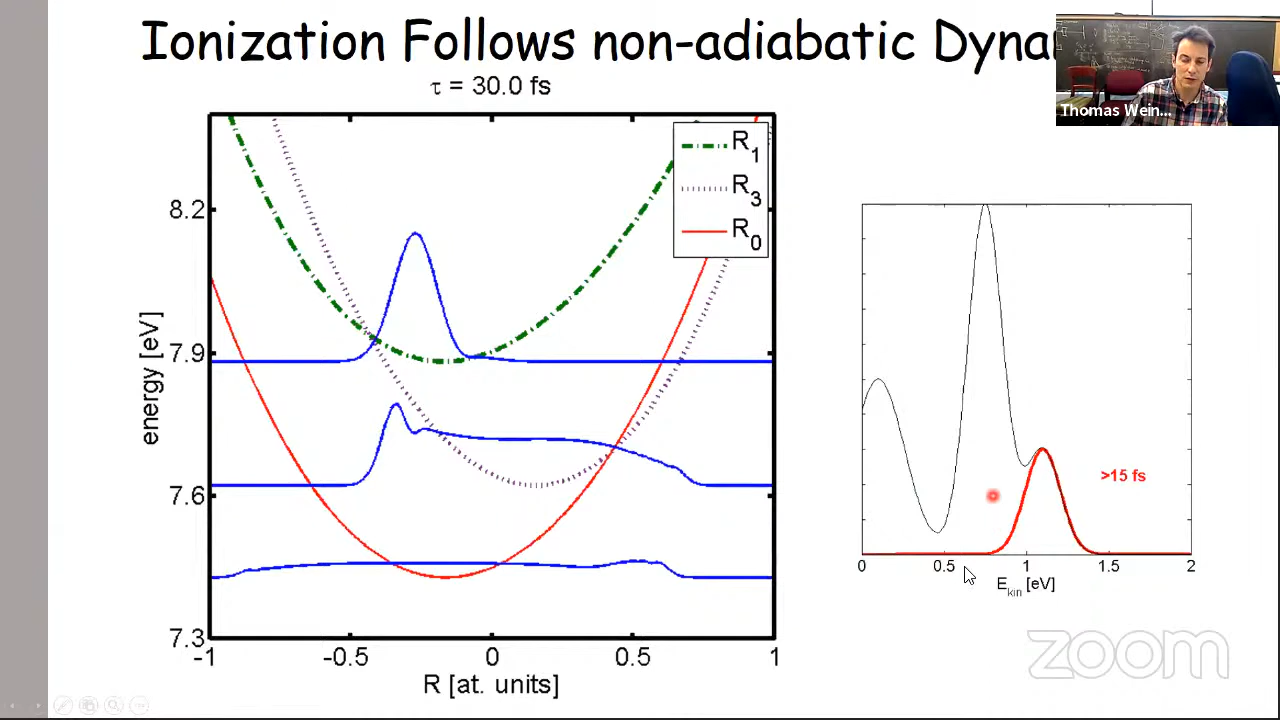 Ionization Follows non-adiabatic Dyna
τ = 30.0 fs
Thomas Wein...
R1
R3
R0
8.2
7.9
7.6
7.3
energy [eV]
-1 -0.5 0 0.5 1
R [at. units]
>15 fs
0 0.5 1 1.5 2
Ekin [eV]
zoom